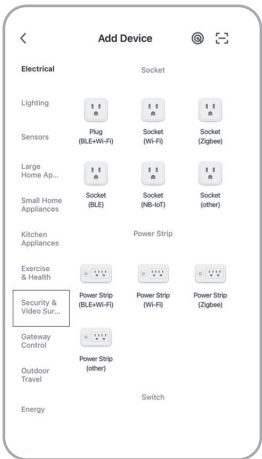 Add Device
Electrical
Lighting
Sensors
Large
Home Ap...
Small Home
Appliances
Kitchen
Appliances
Exercise
& Health
Security &
Video Sur...
Gateway
Control
Outdoor
Travel
Energy
Socket
Plug
(BLE+Wi-Fi)
Socket
(Wi-Fi)
Socket
(Zigbee)
Socket
(BLE)
Socket
(NB-IoT)
Socket
(other)
Power Strip
Power Strip
(BLE+Wi-Fi)
Power Strip
(Wi-Fi)
Power Strip
(Zigbee)
Power Strip
(other)
Switch